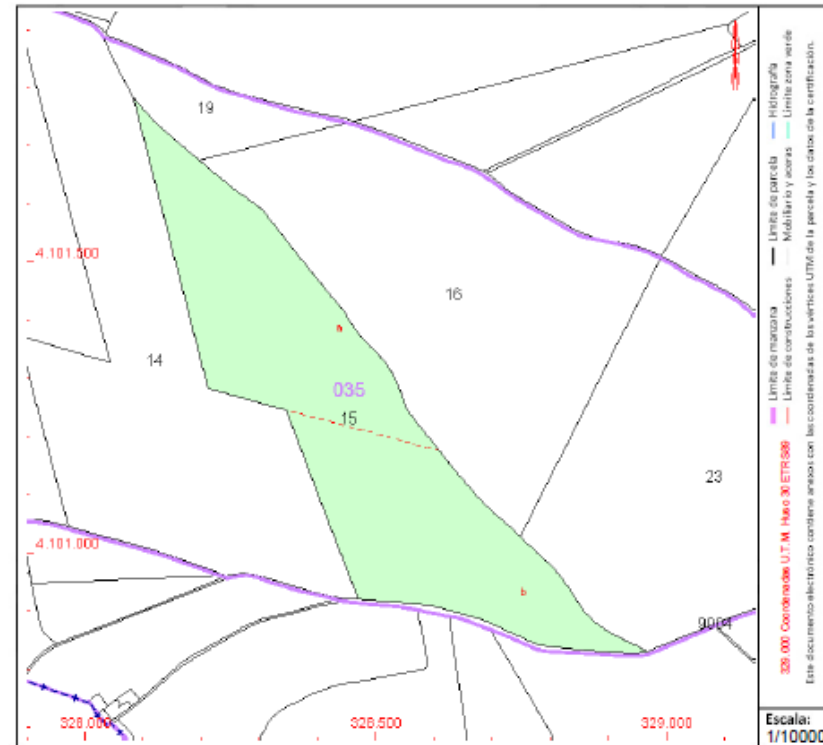 19
4.101.500
16
a
14
035
15
23
4.101.000
b
9004
328.000
328.500
329.000
Límite de manzana
Límite de parcela
Hidrografía
Límite de construcciones
Mobiliario y aceras
Límite zona verde
329.000 Coordenadas U.T.M. Huso 30 ETRS89
Este documento electrónico contiene anexos con las coordenadas de los vértices UTM de la parcela y los datos de la certificación.
Escala:
1/10000